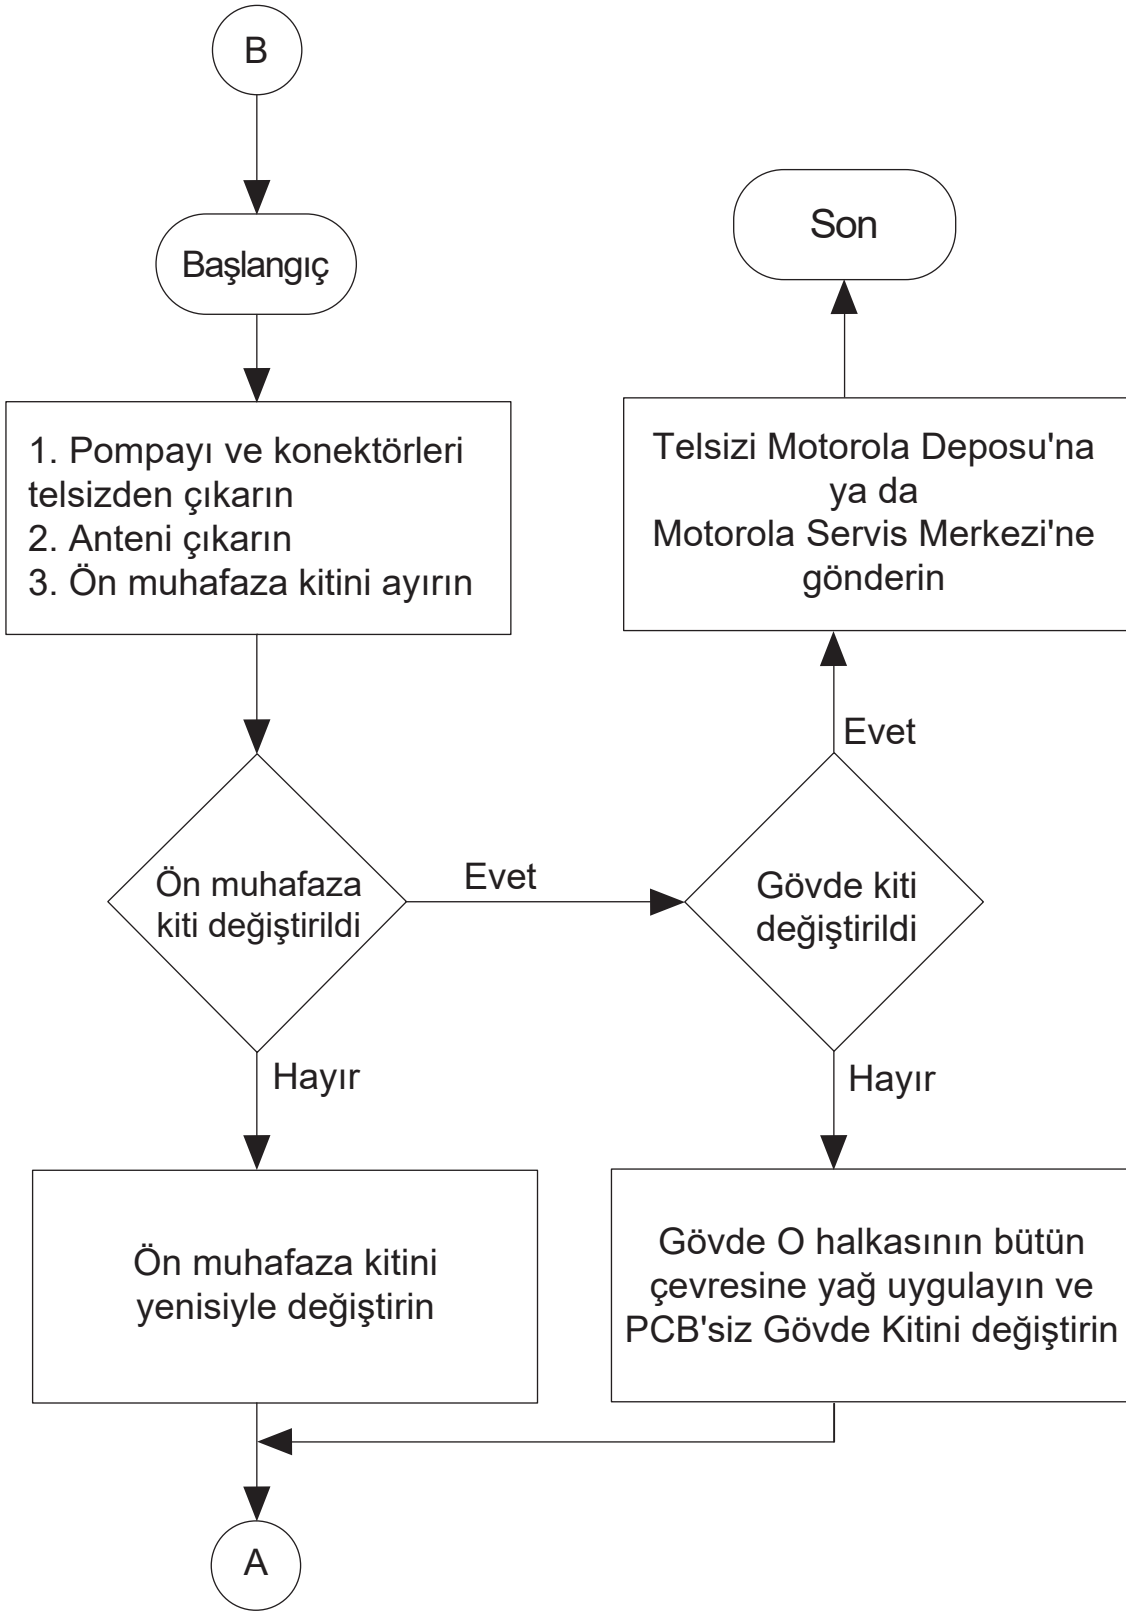 B
Başlangıç
1. Pompayı ve konektörleri
telsizden çıkarın
2. Anteni çıkarın
3. Ön muhafaza kitini ayırın
Ön muhafaza
kiti değiştirildi
Evet
Hayır
Ön muhafaza kitini
yenisiyle değiştirin
A
Son
Telsizi Motorola Deposu'na
ya da
Motorola Servis Merkezi'ne
gönderin
Evet
Gövde kiti
değiştirildi
Hayır
Gövde O halkasının bütün
çevresine yağ uygulayın ve
PCB'siz Gövde Kitini değiştirin